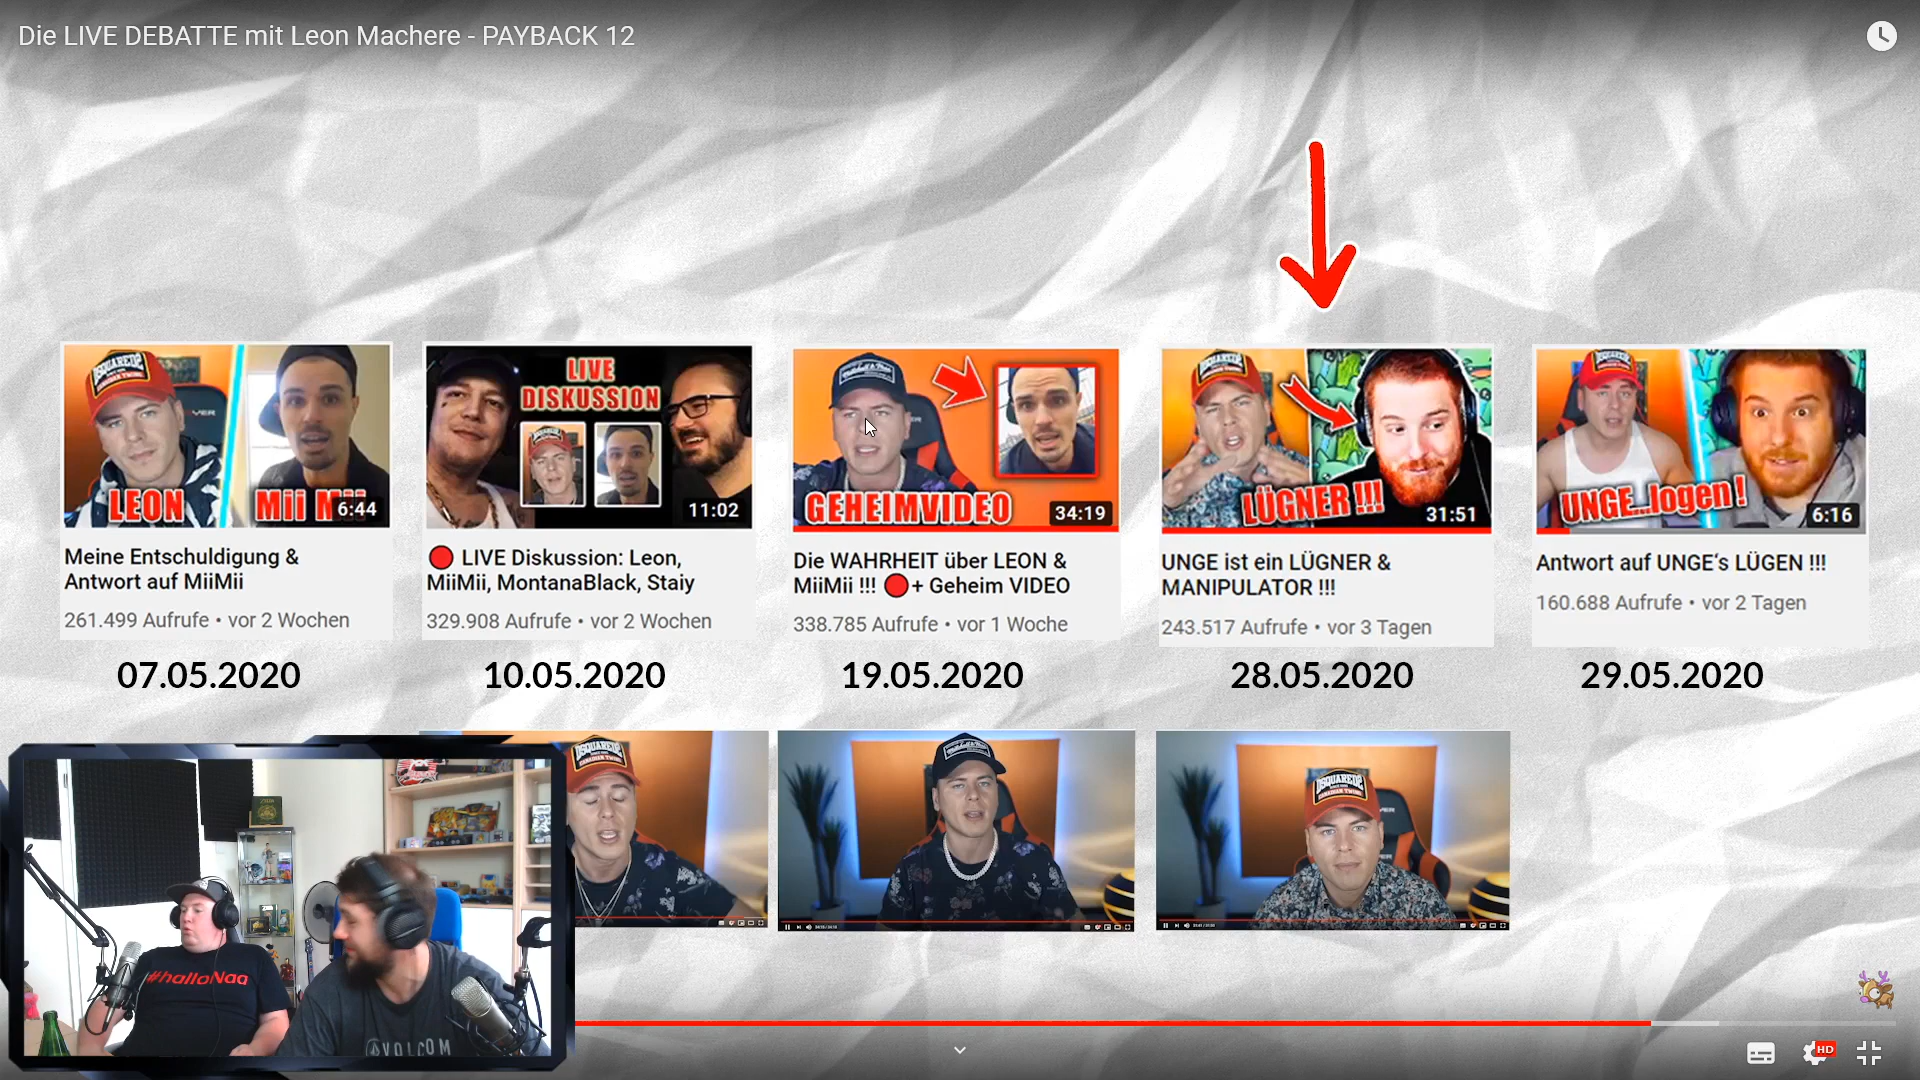 Die LIVE DEBATTE mit Leon Machere - PAYBACK 12
DSQUARED2
LEON
Mii M
6:44
Meine Entschuldigung &
Antwort auf MiiMii
261.499 Aufrufe • vor 2 Wochen
07.05.2020
LIVE
DISKUSSION
11:02
🔴 LIVE Diskussion: Leon,
MiiMii, MontanaBlack, Staiy
329.908 Aufrufe • vor 2 Wochen
10.05.2020
GEHEIMVIDEO
34:19
Die WAHRHEIT über LEON &
MiiMii !!! 🔴+ Geheim VIDEO
338.785 Aufrufe • vor 1 Woche
19.05.2020
DSQUARED2
LÜGNER !!!
31:51
UNGE ist ein LÜGNER &
MANIPULATOR !!!
243.517 Aufrufe • vor 3 Tagen
28.05.2020
UNGE...logen !
6:16
Antwort auf UNGE‘s LÜGEN !!!
160.688 Aufrufe • vor 2 Tagen
29.05.2020
DSQUARED2
DSQUARED2
#halloNaa
VOLCOM
HD